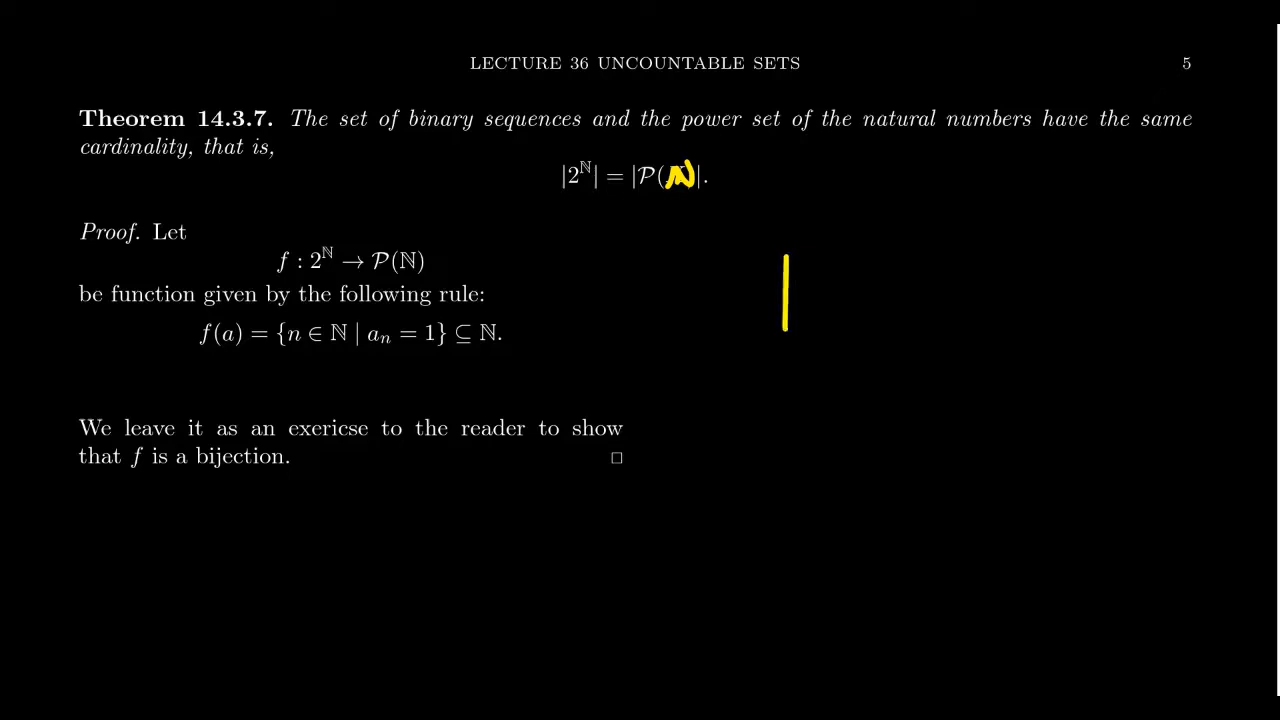 LECTURE 36 UNCOUNTABLE SETS 5
Theorem 14.3.7. The set of binary sequences and the power set of the natural numbers have the same
cardinality, that is,
|2^ℕ| = |𝒫(N)|.
Proof. Let
f : 2^ℕ → 𝒫(ℕ)
be function given by the following rule:
f(a) = {n ∈ ℕ | aₙ = 1} ⊆ ℕ.
We leave it as an exericse to the reader to show
that f is a bijection. □